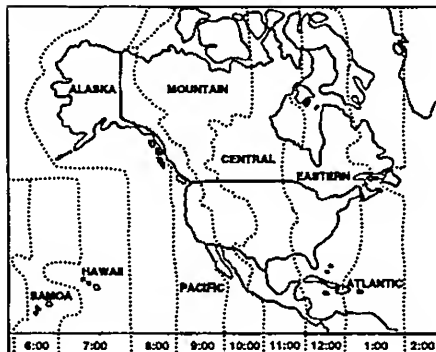 ALASKA MOUNTAIN
CENTRAL
EASTERN
HAWAII
SAMOA PACIFIC ATLANTIC
6:00 7:00 8:00 9:00 10:00 11:00 12:00 1:00 2:00